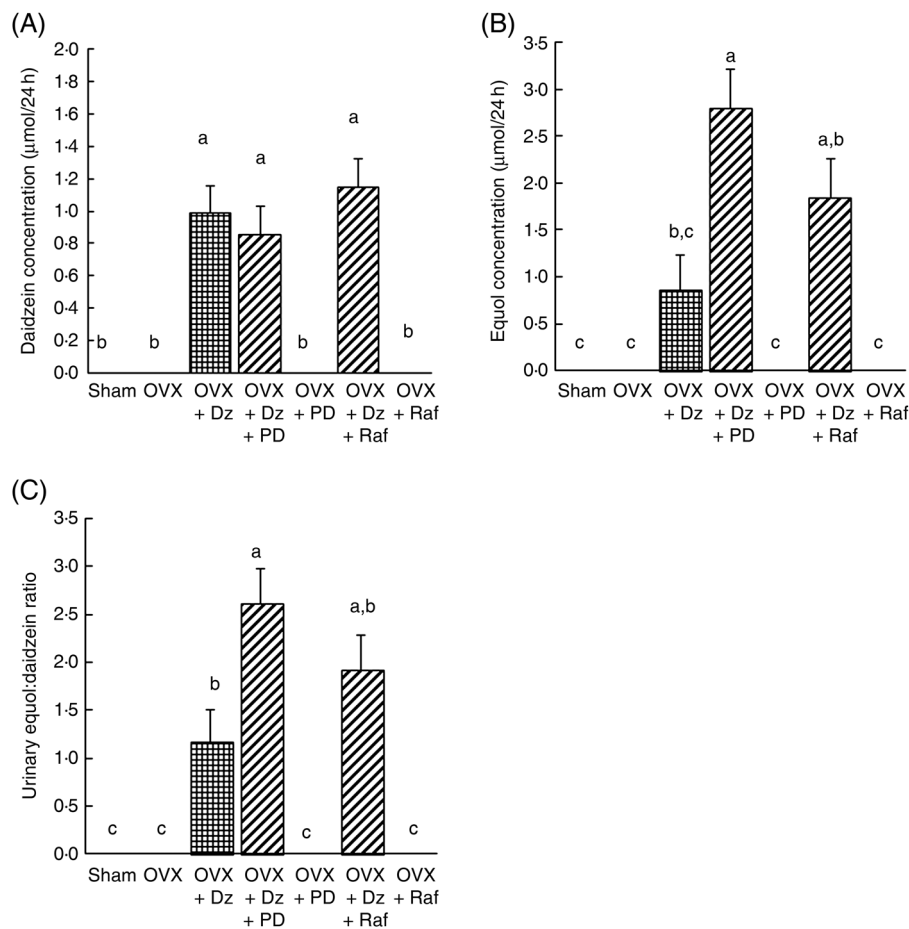 (A)
Daidzein concentration (μmol/24 h)
2·0
1·8
1·6
1·4
1·2
1·0
0·8
0·6
0·4
0·2
0·0
b
b
a
a
b
a
b
Sham OVX OVX OVX OVX OVX OVX
+ Dz + Dz + PD + Dz + Raf
+ PD + Raf
(B)
Equol concentration (μmol/24 h)
3·5
3·0
2·5
2·0
1·5
1·0
0·5
0·0
c
c
b,c
a
c
a,b
c
Sham OVX OVX OVX OVX OVX OVX
+ Dz + Dz + PD + Dz + Raf
+ PD + Raf
(C)
Urinary equol:daidzein ratio
3·5
3·0
2·5
2·0
1·5
1·0
0·5
0·0
c
c
b
a
c
a,b
c
Sham OVX OVX OVX OVX OVX OVX
+ Dz + Dz + PD + Dz + Raf
+ PD + Raf